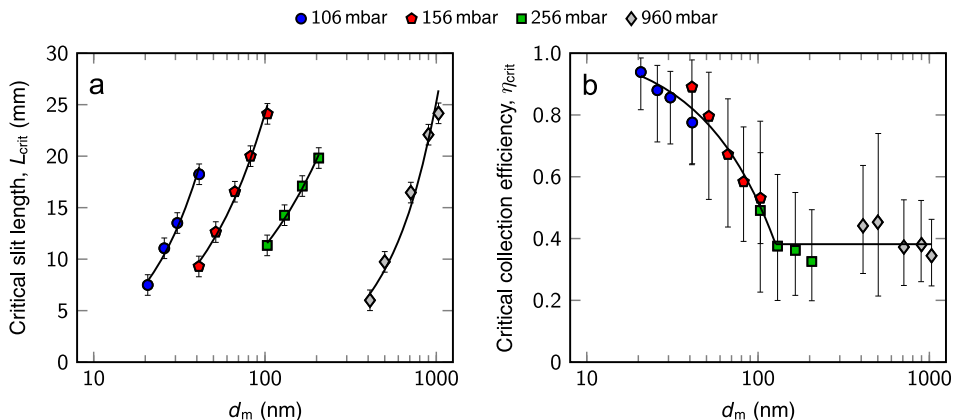 106 mbar 156 mbar 256 mbar 960 mbar
a
Critical slit length, Lcrit (mm)
30
25
20
15
10
5
0
10 100 1000
dm (nm)
b
Critical collection efficiency, ηcrit
1.0
0.8
0.6
0.4
0.2
0
10 100 1000
dm (nm)